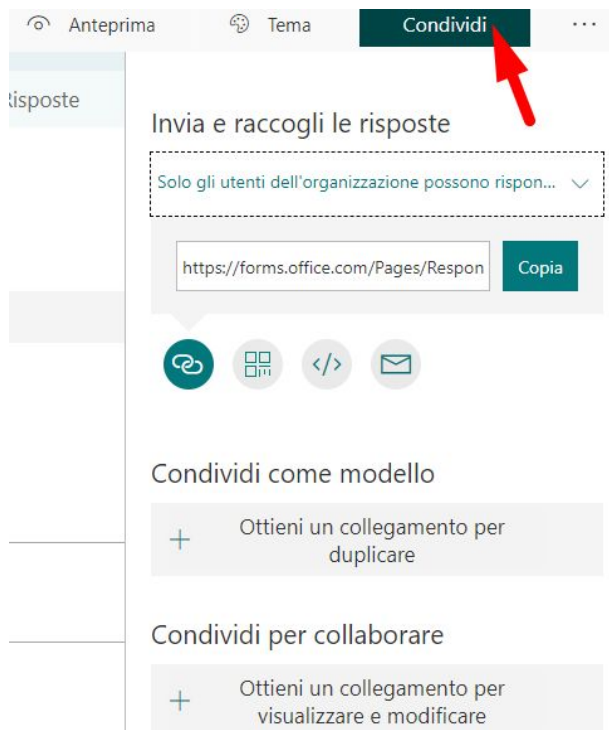 Anteprima
Tema
Condividi
Risposte
Invia e raccogli le risposte
Solo gli utenti dell'organizzazione possono rispon...
https://forms.office.com/Pages/Respon
Copia
Condividi come modello
Ottieni un collegamento per
duplicare
Condividi per collaborare
Ottieni un collegamento per
visualizzare e modificare